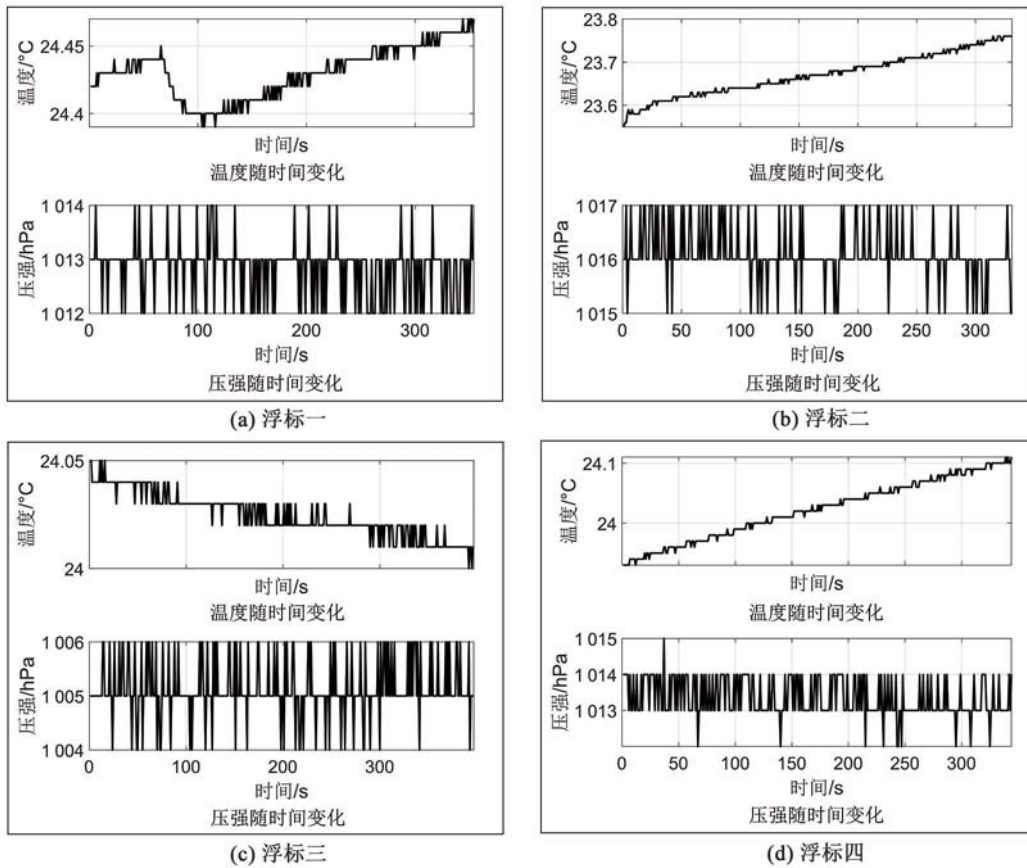 温度/°C
24.45
24.4
时间/s
温度随时间变化
压强/hPa
1 014
1 013
1 012
0 100 200 300
时间/s
压强随时间变化
(a) 浮标一
温度/°C
23.8
23.7
23.6
时间/s
温度随时间变化
压强/hPa
1 017
1 016
1 015
0 50 100 150 200 250 300
时间/s
压强随时间变化
(b) 浮标二
温度/°C
24.05
24
时间/s
温度随时间变化
压强/hPa
1 006
1 005
1 004
0 100 200 300
时间/s
压强随时间变化
(c) 浮标三
温度/°C
24.1
24
时间/s
温度随时间变化
压强/hPa
1 015
1 014
1 013
0 50 100 150 200 250 300
时间/s
压强随时间变化
(d) 浮标四